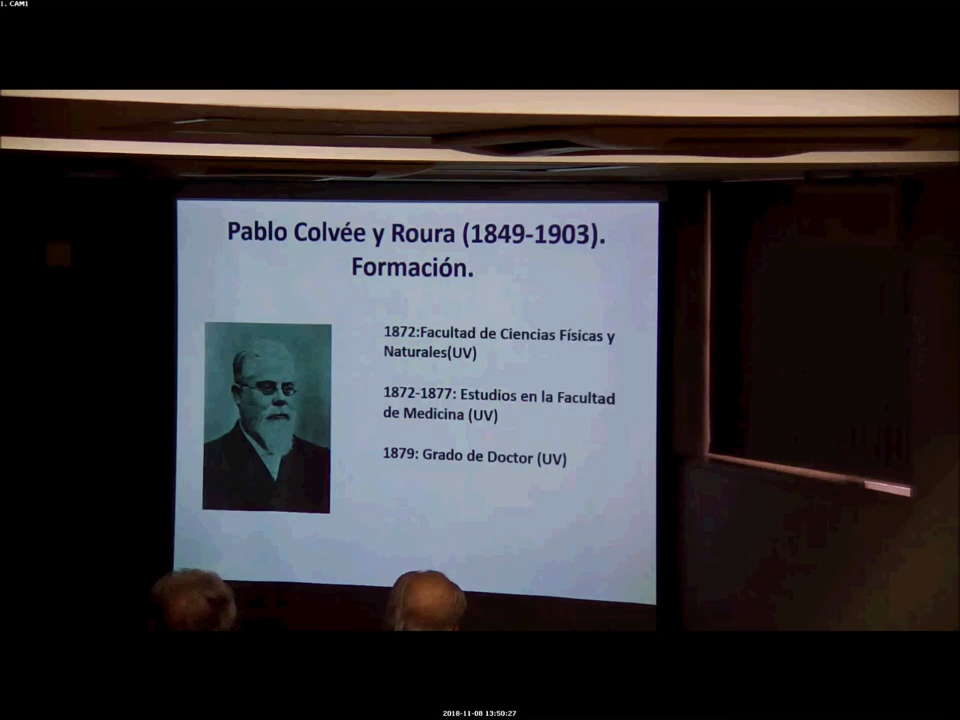 1. CAM1
Pablo Colvée y Roura (1849-1903).
Formación.
1872:Facultad de Ciencias Físicas y
Naturales(UV)
1872-1877: Estudios en la Facultad
de Medicina (UV)
1879: Grado de Doctor (UV)
2018-11-08 13:50:27